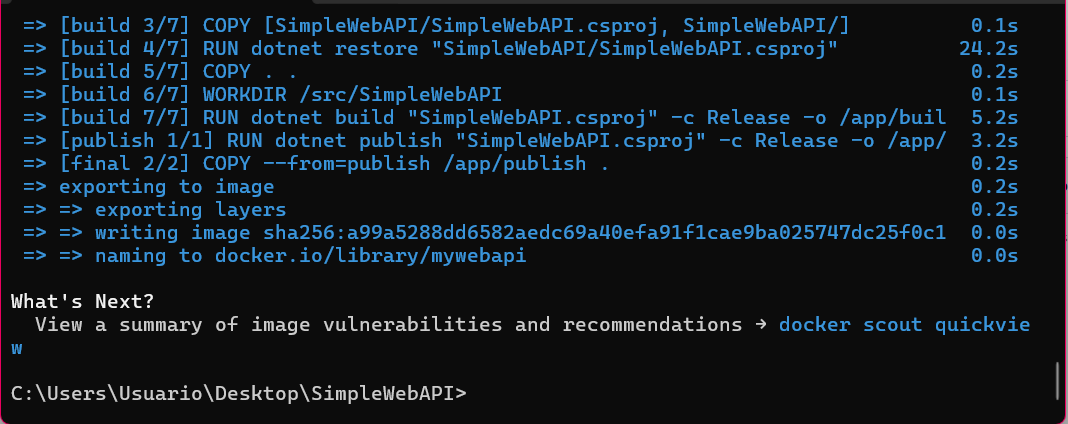 => [build 3/7] COPY [SimpleWebAPI/SimpleWebAPI.csproj, SimpleWebAPI/] 0.1s
=> [build 4/7] RUN dotnet restore "SimpleWebAPI/SimpleWebAPI.csproj" 24.2s
=> [build 5/7] COPY . . 0.2s
=> [build 6/7] WORKDIR /src/SimpleWebAPI 0.1s
=> [build 7/7] RUN dotnet build "SimpleWebAPI.csproj" -c Release -o /app/buil 5.2s
=> [publish 1/1] RUN dotnet publish "SimpleWebAPI.csproj" -c Release -o /app/ 3.2s
=> [final 2/2] COPY --from=publish /app/publish . 0.2s
=> exporting to image 0.2s
=> => exporting layers 0.2s
=> => writing image sha256:a99a5288dd6582aedc69a40efa91f1cae9ba025747dc25f0c1 0.0s
=> => naming to docker.io/library/mywebapi 0.0s
What's Next?
View a summary of image vulnerabilities and recommendations → docker scout quickvie
w
C:\Users\Usuario\Desktop\SimpleWebAPI>